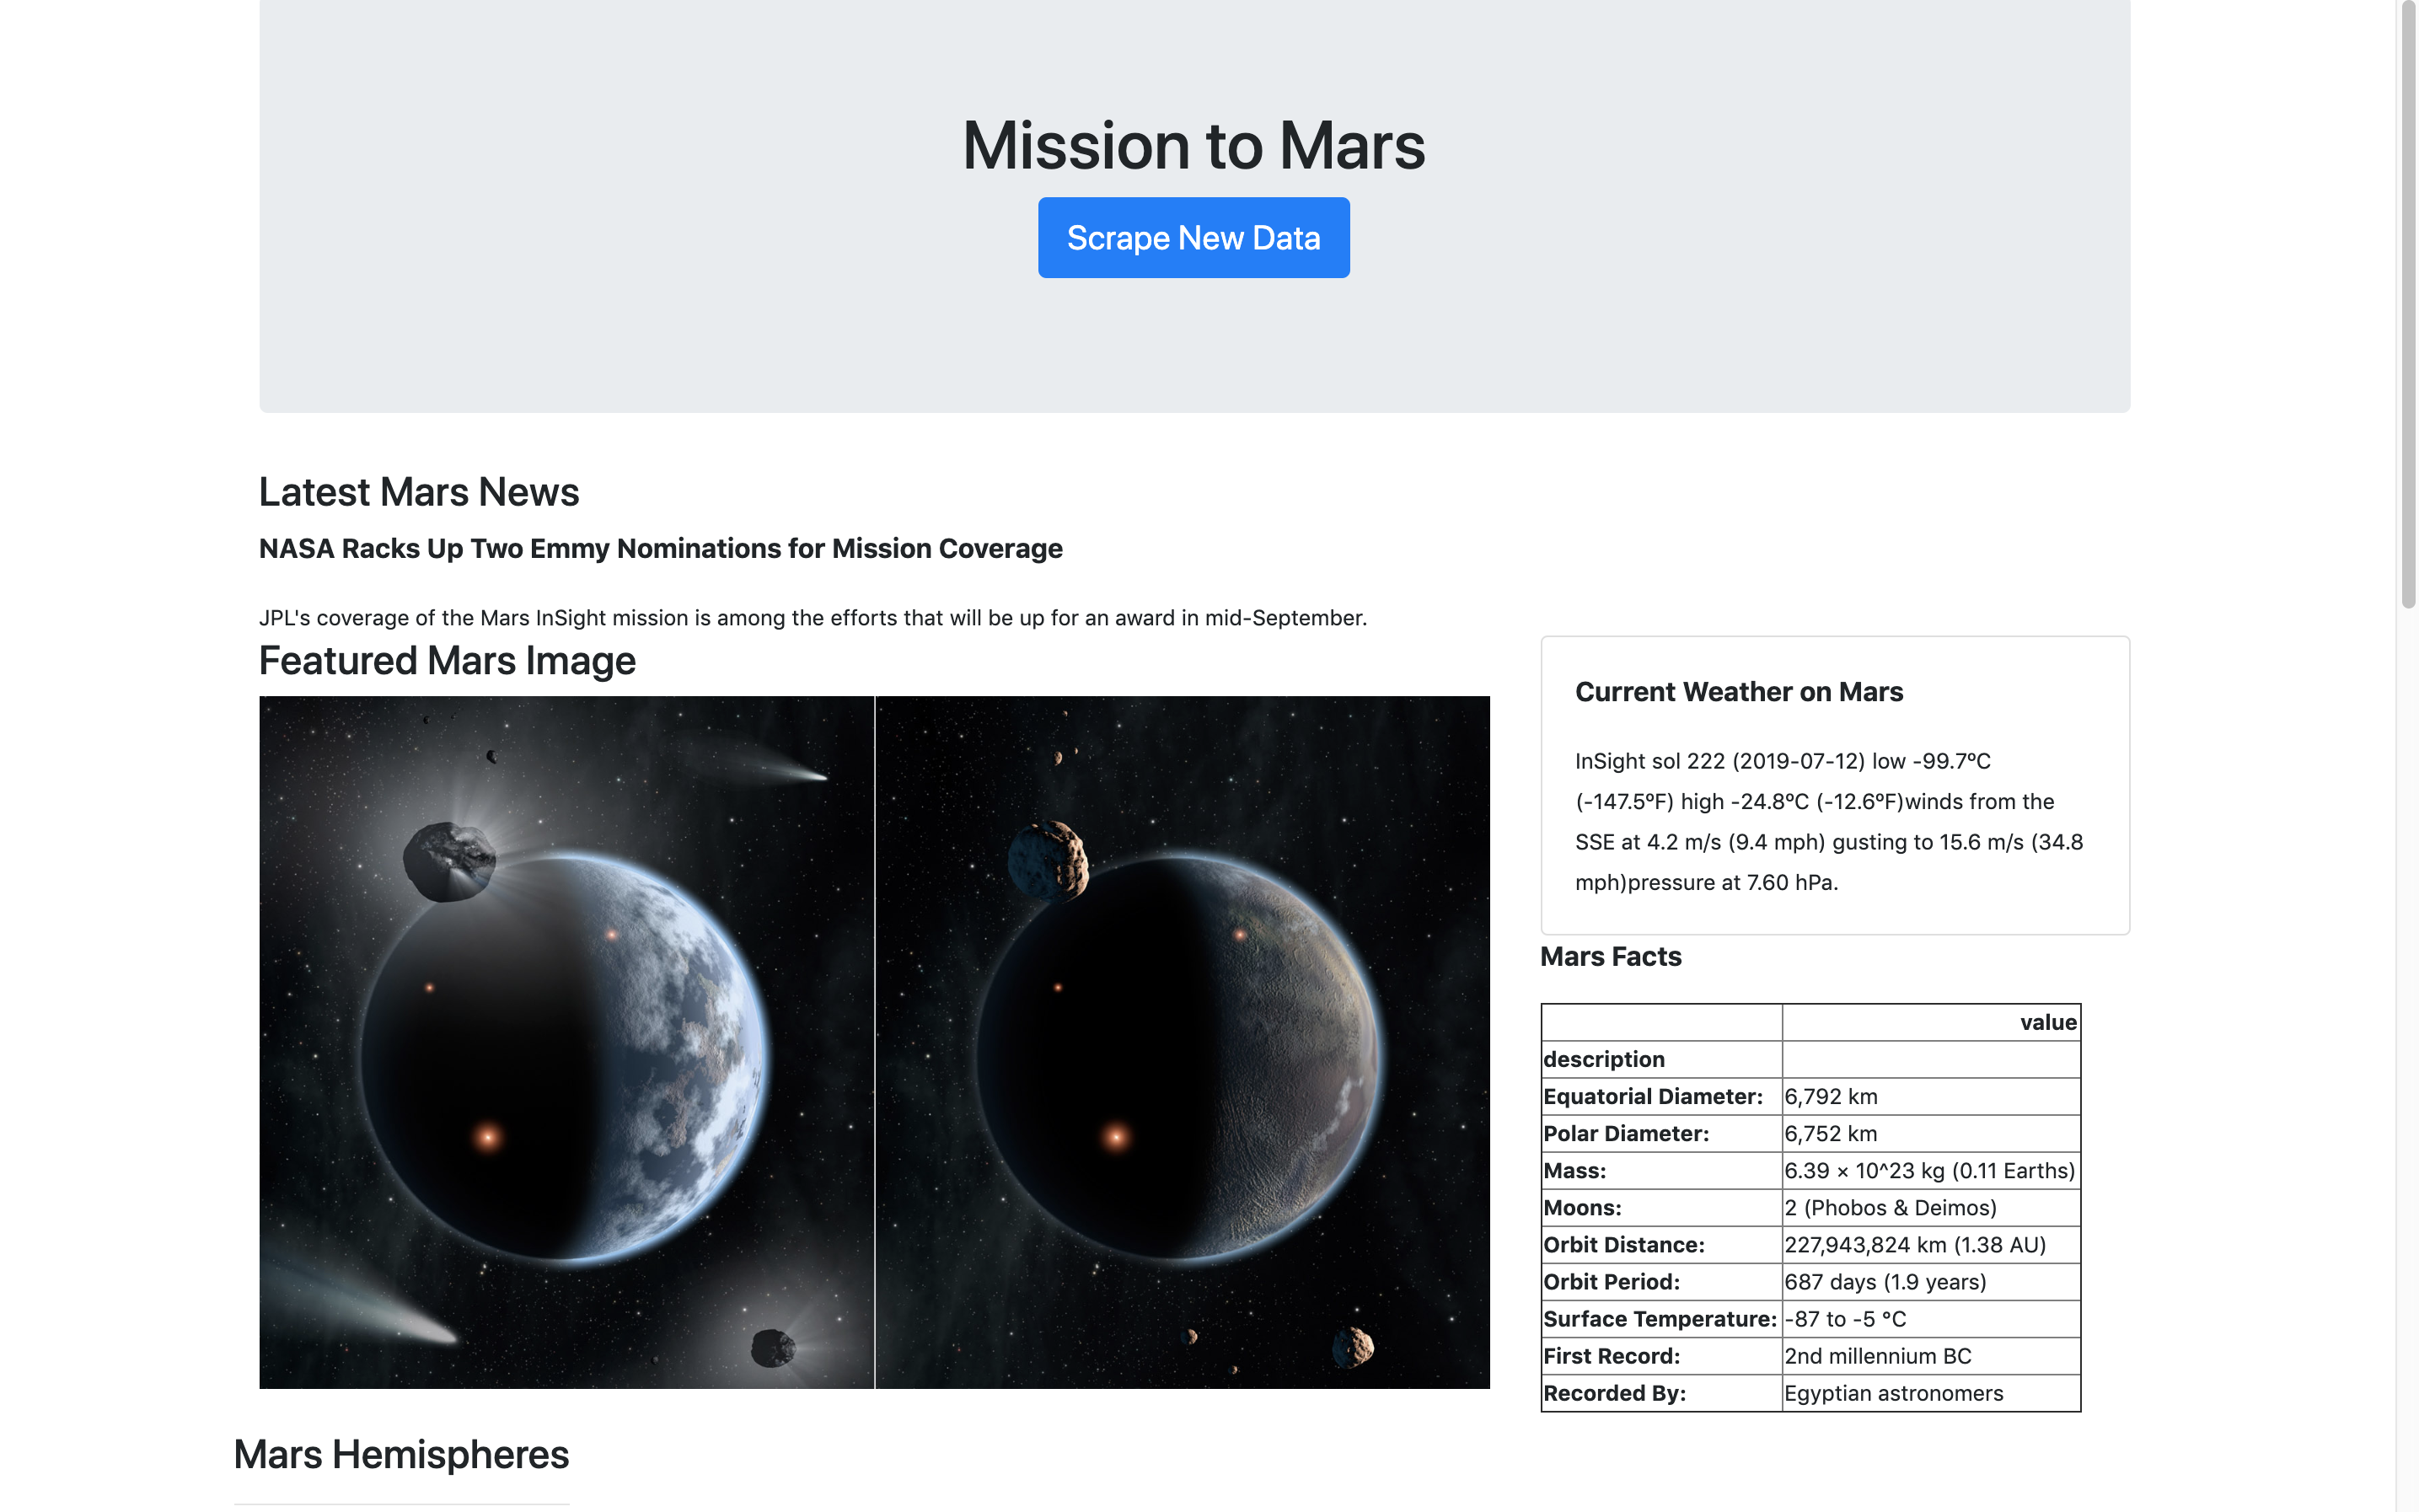 Mission to Mars
Scrape New Data
Latest Mars News
NASA Racks Up Two Emmy Nominations for Mission Coverage
JPL's coverage of the Mars InSight mission is among the efforts that will be up for an award in mid-September.
Featured Mars Image
Current Weather on Mars
InSight sol 222 (2019-07-12) low -99.7ºC
(-147.5ºF) high -24.8ºC (-12.6ºF)winds from the
SSE at 4.2 m/s (9.4 mph) gusting to 15.6 m/s (34.8
mph)pressure at 7.60 hPa.
Mars Facts
value
description
Equatorial Diameter: 6,792 km
Polar Diameter: 6,752 km
Mass: 6.39 × 10^23 kg (0.11 Earths)
Moons: 2 (Phobos & Deimos)
Orbit Distance: 227,943,824 km (1.38 AU)
Orbit Period: 687 days (1.9 years)
Surface Temperature: -87 to -5 °C
First Record: 2nd millennium BC
Recorded By: Egyptian astronomers
Mars Hemispheres